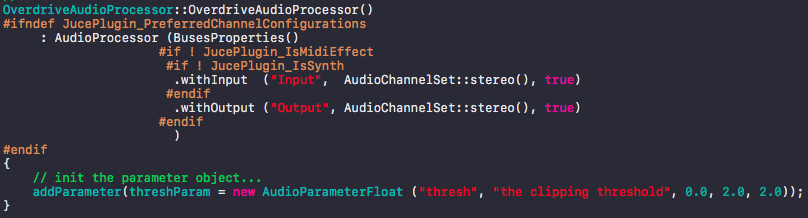 OverdriveAudioProcessor::OverdriveAudioProcessor()
#ifndef JucePlugin_PreferredChannelConfigurations
     : AudioProcessor (BusesProperties()
                     #if ! JucePlugin_IsMidiEffect
                      #if ! JucePlugin_IsSynth
                       .withInput  ("Input",  AudioChannelSet::stereo(), true)
                      #endif
                       .withOutput ("Output", AudioChannelSet::stereo(), true)
                     #endif
                       )
#endif
{
    // init the parameter object...
    addParameter(threshParam = new AudioParameterFloat ("thresh", "the clipping threshold", 0.0, 2.0, 2.0));
}